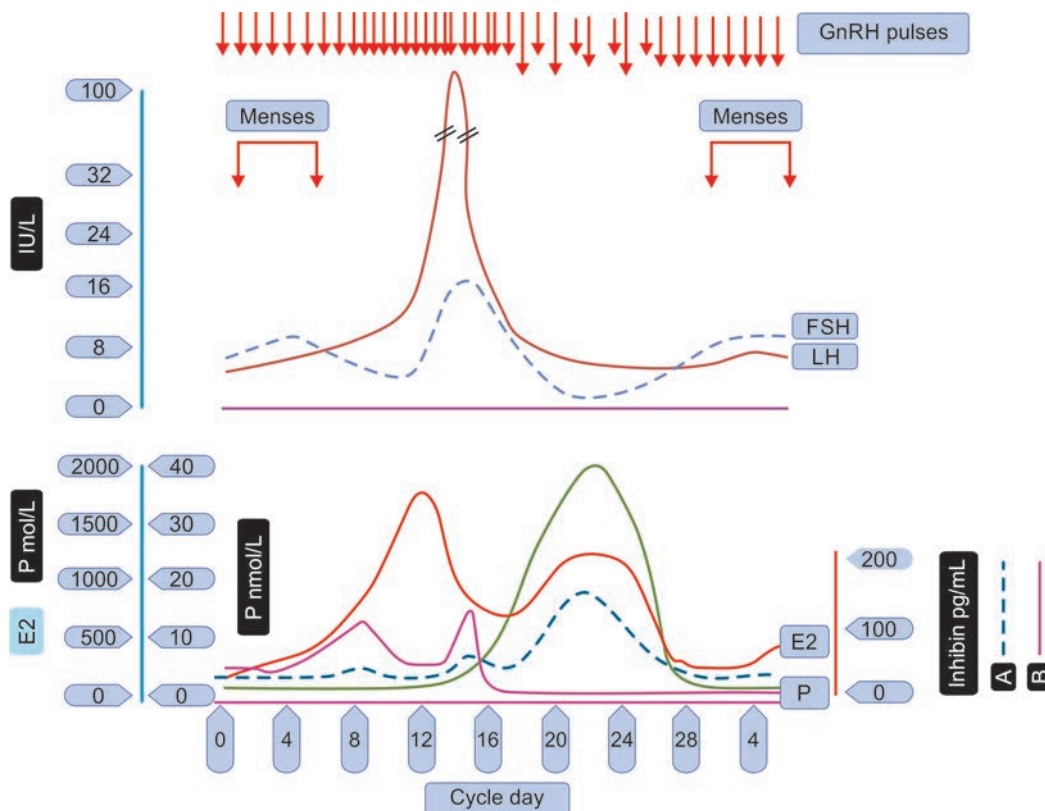 GnRH pulses
100
Menses
Menses
32
24
IU/L
16
FSH
8
LH
0
2000
40
P mol/L
1500
30
P nmol/L
1000
20
200
E2
500
10
E2
100
Inhibin pg/mL
A
B
0
0
P
0
0
4
8
12
16
20
24
28
4
Cycle day